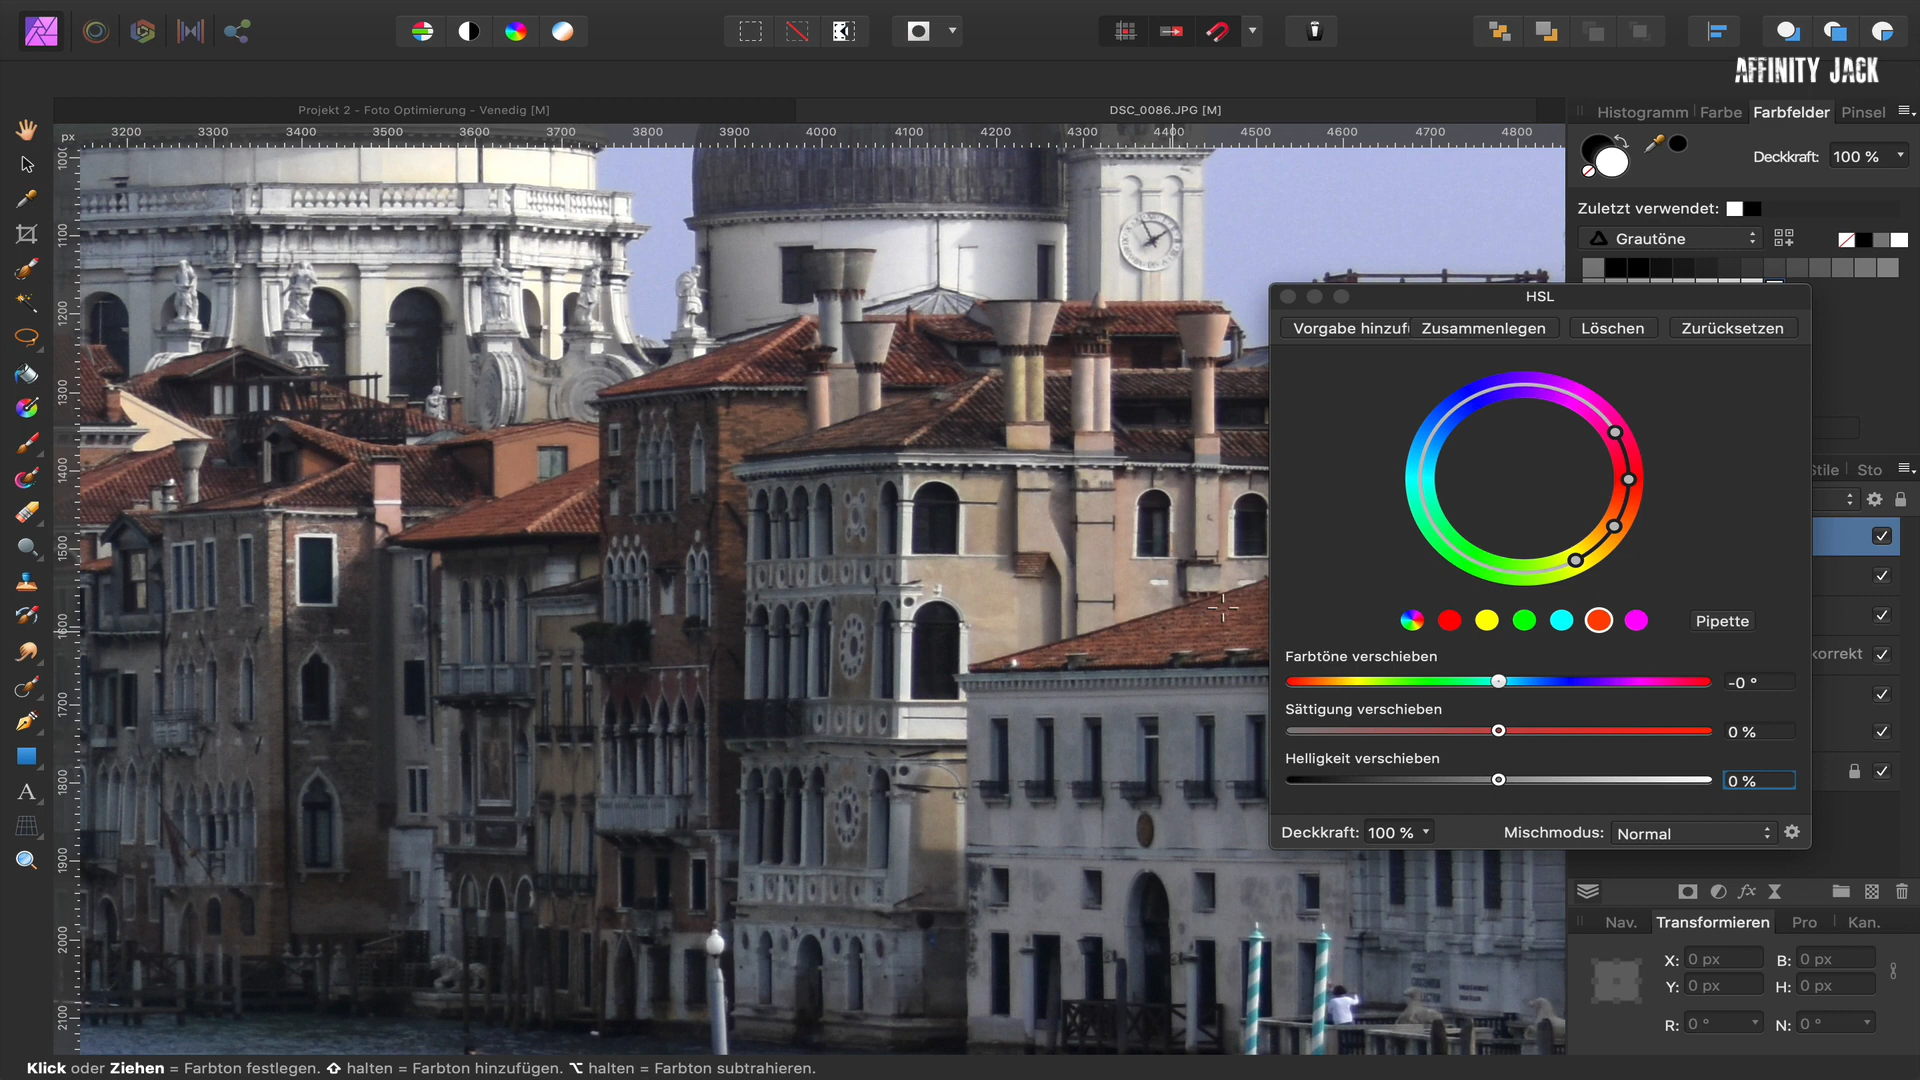 AFFINITY JACK
Projekt 2 - Foto Optimierung - Venedig [M]
DSC_0086.JPG [M]
Histogramm
Farbe
Farbfelder
Pinsel
px
3200 3300 3400 3500 3600 3700 3800 3900 4000 4100 4200 4300 4400 4500 4600 4700 4800
1100
1200
1300
1400
1500
1600
1700
1800
1900
2000
2100
Deckkraft: 100 %
Zuletzt verwendet:
Grautöne
HSL
Vorgabe hinzufü
Zusammenlegen
Löschen
Zurücksetzen
Stile
Sto
Pipette
Farbtöne verschieben
-0 °
korrekt
Sättigung verschieben
0 %
Helligkeit verschieben
0 %
Deckkraft: 100 %
Mischmodus: Normal
fx
A
Nav.
Transformieren
Pro
Kan.
X: 0 px
B: 0 px
Y: 0 px
H: 0 px
R: 0 °
N: 0 °
Klick oder Ziehen = Farbton festlegen. ⇧ halten = Farbton hinzufügen. ⌥ halten = Farbton subtrahieren.